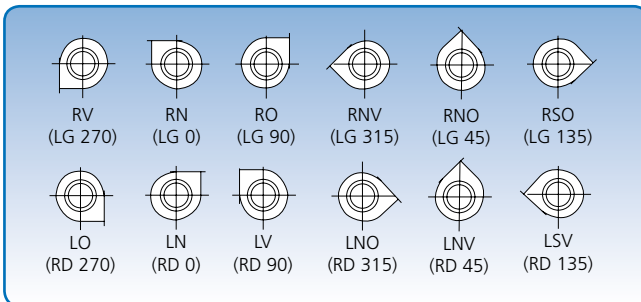 RV RN RO RNV RNO RSO
(LG 270) (LG 0) (LG 90) (LG 315) (LG 45) (LG 135)
LO LN LV LNO LNV LSV
(RD 270) (RD 0) (RD 90) (RD 315) (RD 45) (RD 135)